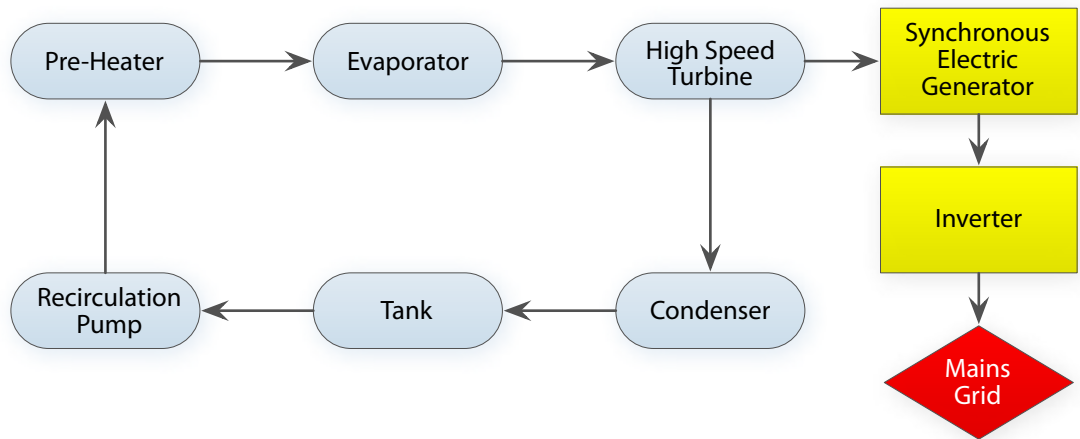 Pre-Heater
Evaporator
High Speed
Turbine
Synchronous
Electric
Generator
Inverter
Recirculation
Pump
Tank
Condenser
Mains
Grid